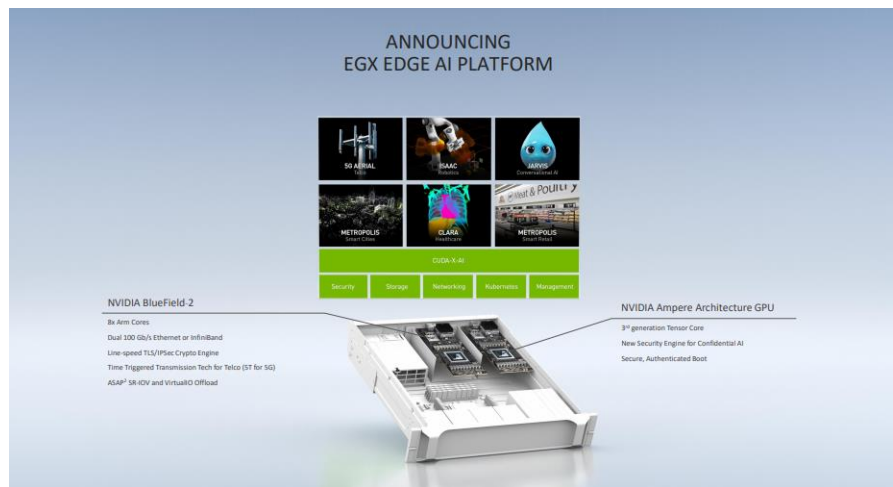 ANNOUNCING
EGX EDGE AI PLATFORM
5G AERIAL
Telco
ISAAC
Robotics
JARVIS
Conversational AI
Meat & Poultry
METROPOLIS
Smart Cities
CLARA
Healthcare
METROPOLIS
Smart Retail
CUDA-X-AI
Security
Storage
Networking
Kubernetes
Management
NVIDIA BlueField-2
8x Arm Cores
Dual 100 Gb/s Ethernet or InfiniBand
Line-speed TLS/IPSec Crypto Engine
Time Triggered Transmission Tech for Telco (5T for 5G)
ASAP² SR-IOV and VirtualIO Offload
NVIDIA Ampere Architecture GPU
3rd generation Tensor Core
New Security Engine for Confidential AI
Secure, Authenticated Boot